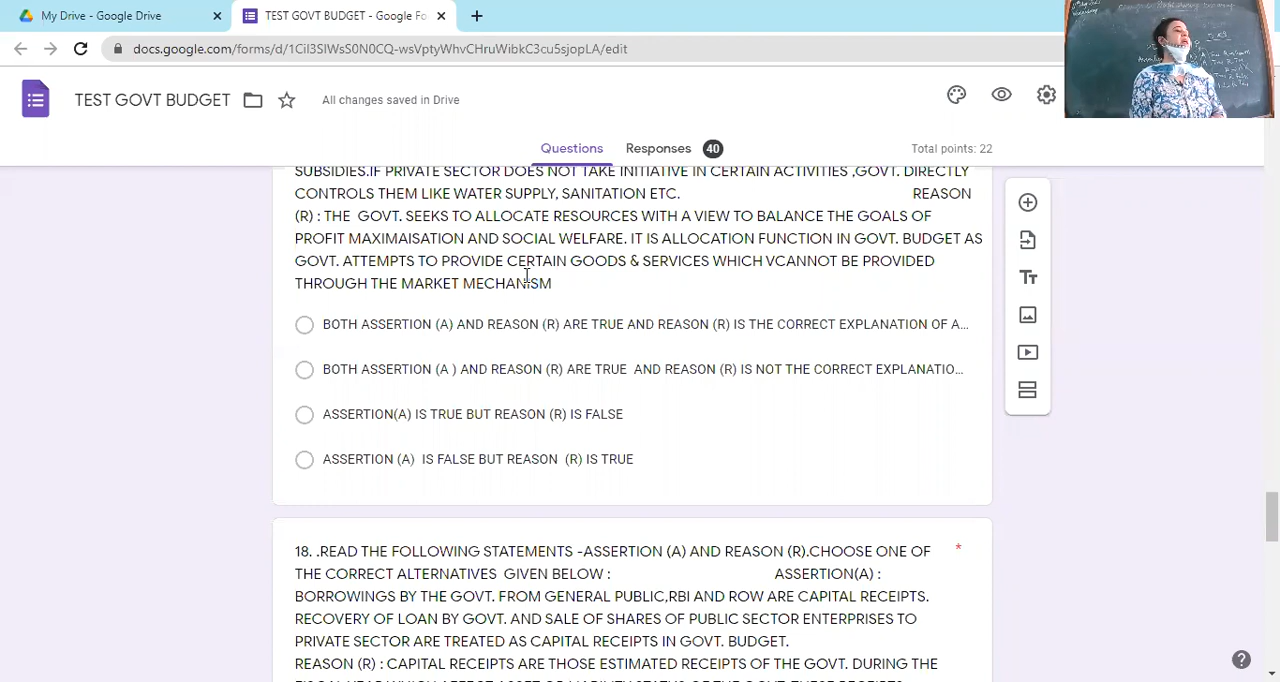 My Drive - Google Drive
TEST GOVT BUDGET - Google Fo
docs.google.com/forms/d/1CiI3SIWsS0N0CQ-wsVptyWhvCHruWibkC3cu5sjopLA/edit
TEST GOVT BUDGET
All changes saved in Drive
Questions
Responses 40
Total points: 22
SUBSIDIES.IF PRIVATE SECTOR DOES NOT TAKE INITIATIVE IN CERTAIN ACTIVITIES ,GOVT. DIRECTLY
CONTROLS THEM LIKE WATER SUPPLY, SANITATION ETC. REASON
(R) : THE GOVT. SEEKS TO ALLOCATE RESOURCES WITH A VIEW TO BALANCE THE GOALS OF
PROFIT MAXIMAISATION AND SOCIAL WELFARE. IT IS ALLOCATION FUNCTION IN GOVT. BUDGET AS
GOVT. ATTEMPTS TO PROVIDE CERTAIN GOODS & SERVICES WHICH VCANNOT BE PROVIDED
THROUGH THE MARKET MECHANISM
BOTH ASSERTION (A) AND REASON (R) ARE TRUE AND REASON (R) IS THE CORRECT EXPLANATION OF A...
BOTH ASSERTION (A ) AND REASON (R) ARE TRUE AND REASON (R) IS NOT THE CORRECT EXPLANATIO...
ASSERTION(A) IS TRUE BUT REASON (R) IS FALSE
ASSERTION (A) IS FALSE BUT REASON (R) IS TRUE
18. .READ THE FOLLOWING STATEMENTS -ASSERTION (A) AND REASON (R).CHOOSE ONE OF *
THE CORRECT ALTERNATIVES GIVEN BELOW : ASSERTION(A) :
BORROWINGS BY THE GOVT. FROM GENERAL PUBLIC,RBI AND ROW ARE CAPITAL RECEIPTS.
RECOVERY OF LOAN BY GOVT. AND SALE OF SHARES OF PUBLIC SECTOR ENTERPRISES TO
PRIVATE SECTOR ARE TREATED AS CAPITAL RECEIPTS IN GOVT. BUDGET.
REASON (R) : CAPITAL RECEIPTS ARE THOSE ESTIMATED RECEIPTS OF THE GOVT. DURING THE